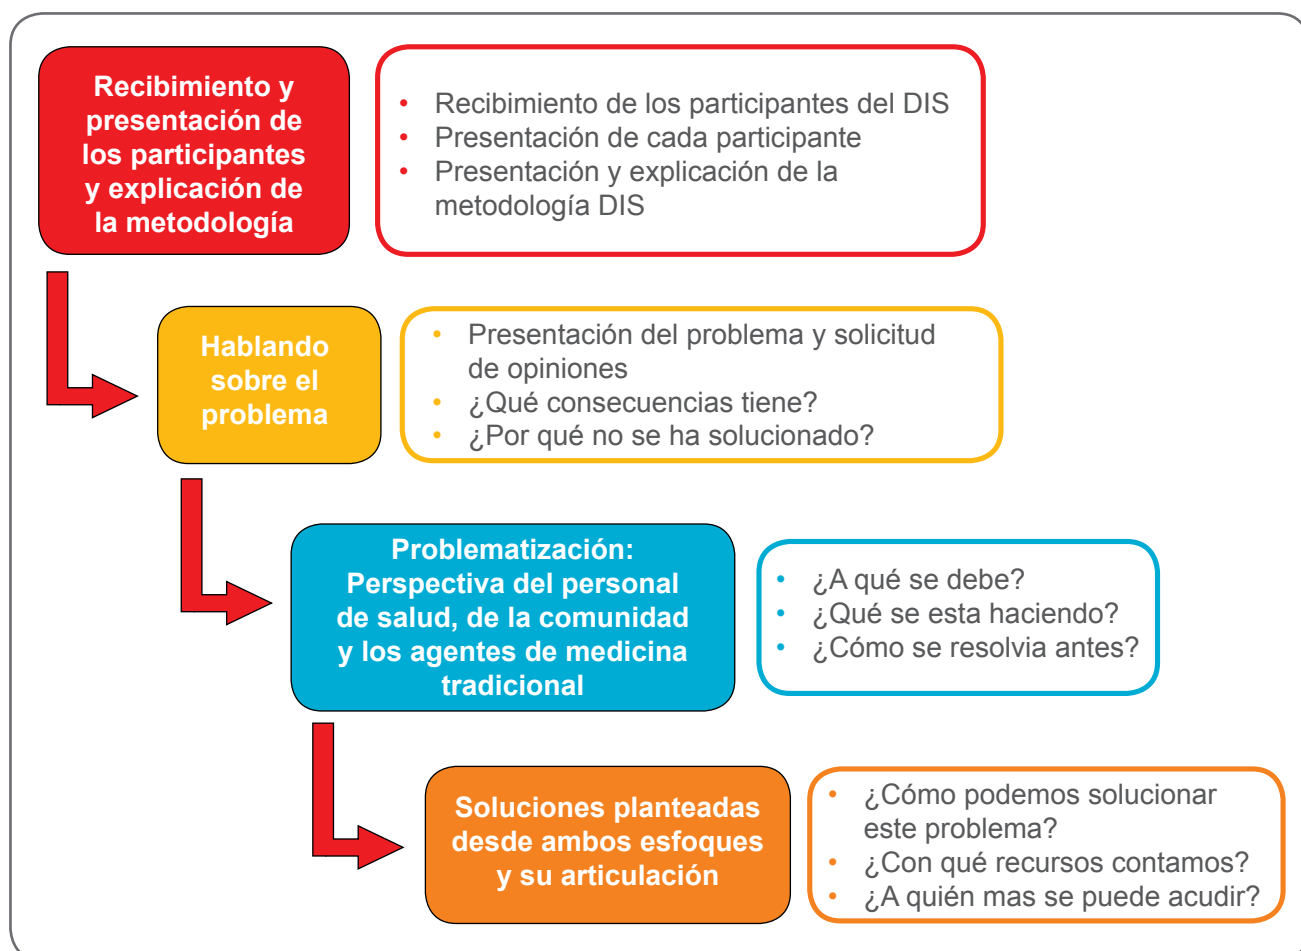 Recibimiento y
presentación de
los participantes
y explicación de
la metodología
• Recibimiento de los participantes del DIS
• Presentación de cada participante
• Presentación y explicación de la
metodología DIS
Hablando
sobre el
problema
• Presentación del problema y solicitud
de opiniones
• ¿Qué consecuencias tiene?
• ¿Por qué no se ha solucionado?
Problematización:
Perspectiva del personal
de salud, de la comunidad
y los agentes de medicina
tradicional
• ¿A qué se debe?
• ¿Qué se esta haciendo?
• ¿Cómo se resolvia antes?
Soluciones planteadas
desde ambos esfoques
y su articulación
• ¿Cómo podemos solucionar
este problema?
• ¿Con qué recursos contamos?
• ¿A quién mas se puede acudir?